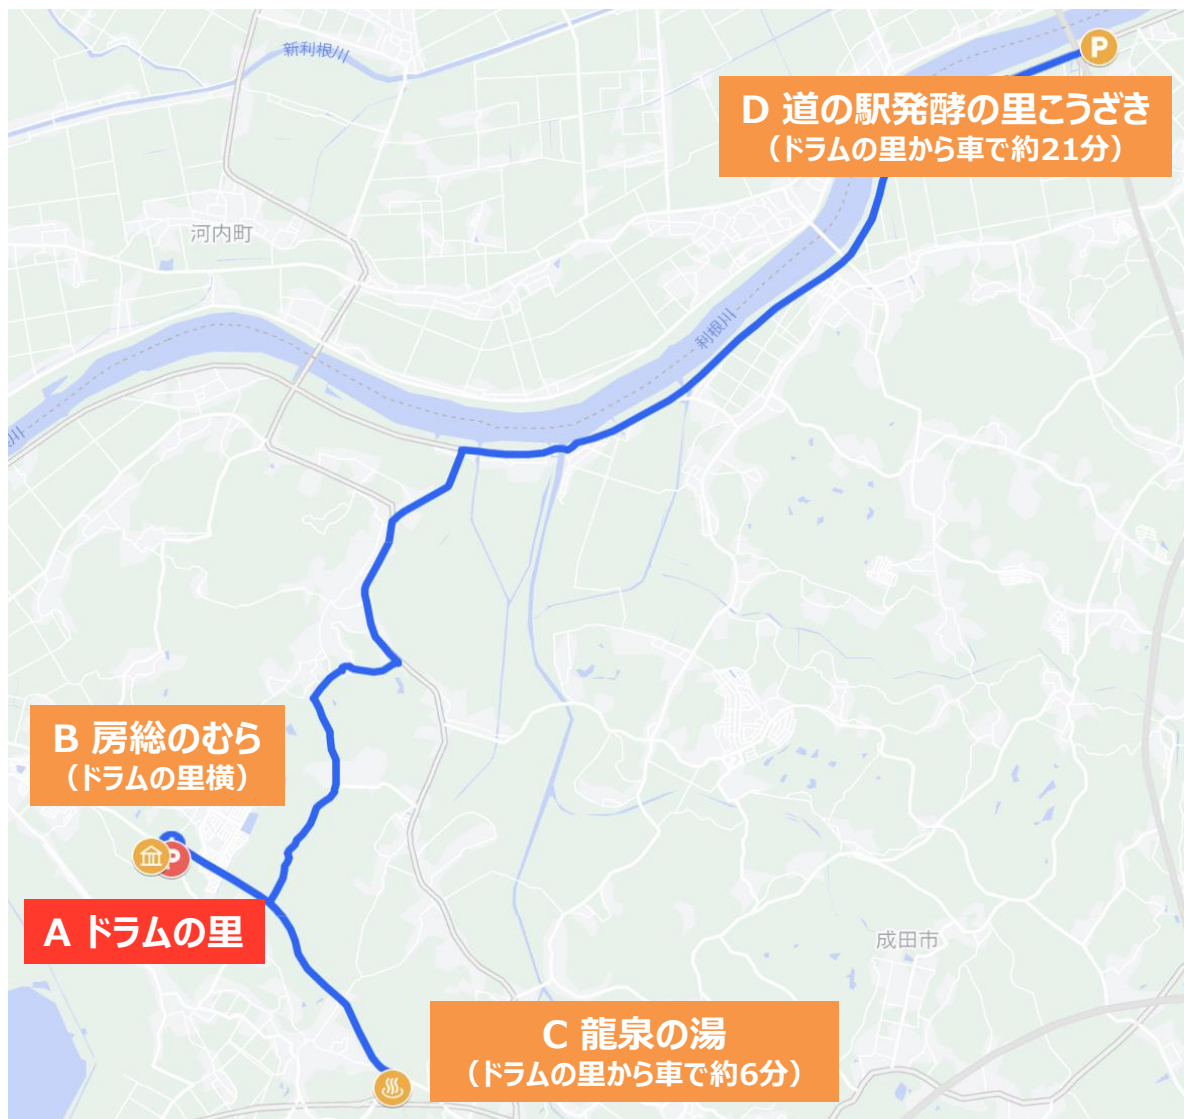 新利根川
P
D 道の駅発酵の里こうざき
（ドラムの里から車で約21分）
河内町
利根川
川
B 房総のむら
（ドラムの里横）
P
A ドラムの里
成田市
C 龍泉の湯
（ドラムの里から車で約6分）